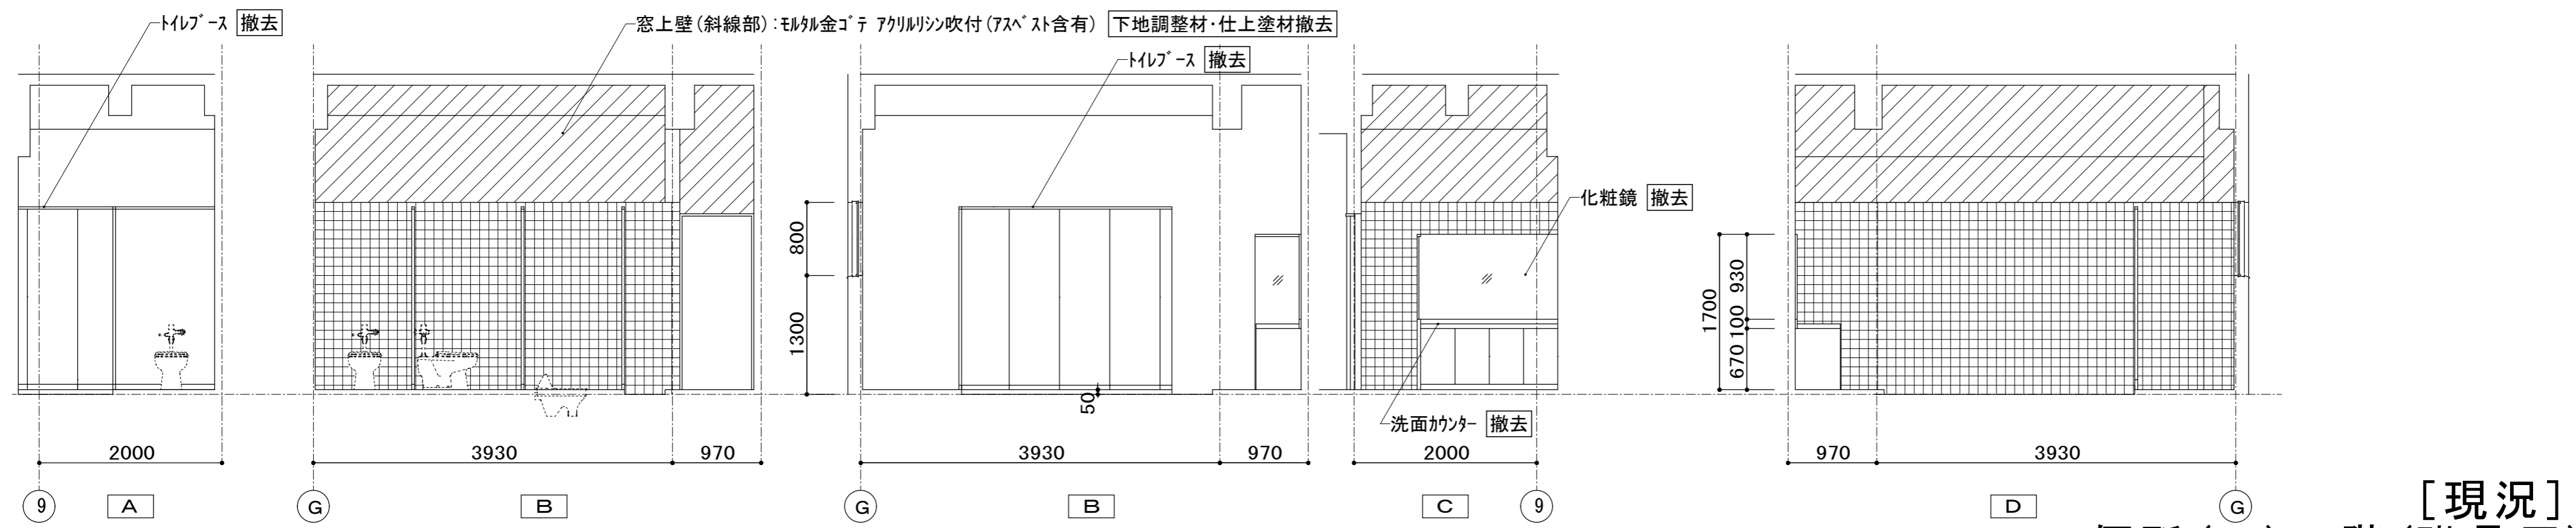 トイレブース 撤去
窓上壁(斜線部):モルタル金ゴテ アクリルリシン吹付(アスベスト含有) 下地調整材・仕上塗材撤去
トイレブース 撤去
化粧鏡 撤去
800
1300
930
1700
100
670
50
洗面カウンター 撤去
2000
3930
970
3930
970
2000
970
3930
9
A
G
B
G
B
C
9
D
G
[現況]